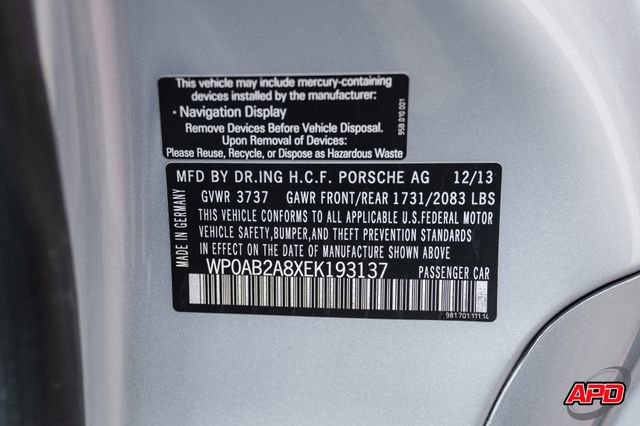 This vehicle may include mercury-containing
devices installed by the manufacturer:
· Navigation Display
Remove Devices Before Vehicle Disposal.
Upon Removal of Devices:
Please Reuse, Recycle, or Dispose as Hazardous Waste
958.010.001
MFD BY DR.ING H.C.F. PORSCHE AG 12/13
GVWR 3737 GAWR FRONT/REAR 1731/2083 LBS
THIS VEHICLE CONFORMS TO ALL APPLICABLE U.S.FEDERAL MOTOR
VEHICLE SAFETY,BUMPER,AND THEFT PREVENTION STANDARDS
IN EFFECT ON THE DATE OF MANUFACTURE SHOWN ABOVE
WP0AB2A8XEK193137 PASSENGER CAR
MADE IN GERMANY
981.701.111.14
APD